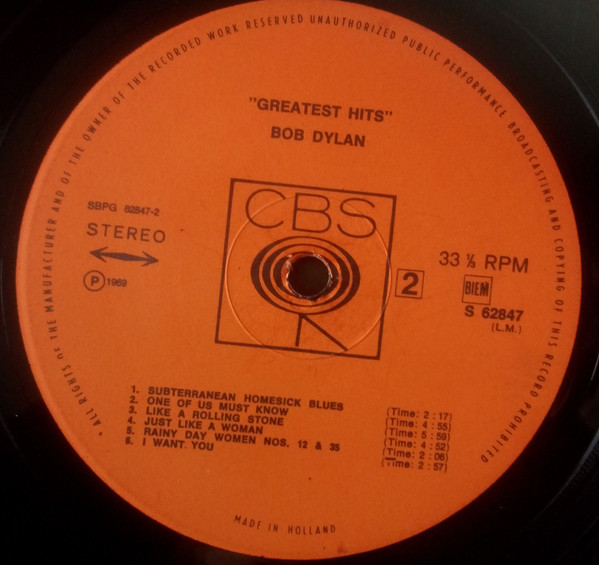 * ALL RIGHTS OF THE MANUFACTURER AND OF THE OWNER OF THE RECORDED WORK RESERVED UNAUTHORIZED PUBLIC PERFORMANCE BROADCASTING AND COPYING OF THIS RECORD PROHIBITED
"GREATEST HITS"
BOB DYLAN
CBS
SBPG 62847-2
STEREO
P 1969
33 ⅓ RPM
2
BIEM
S 62847
(L.M.)
1. SUBTERRANEAN HOMESICK BLUES (Time: 2 : 17)
2. ONE OF US MUST KNOW (Time: 4 : 55)
3. LIKE A ROLLING STONE (Time: 5 : 59)
4. JUST LIKE A WOMAN (Time: 4 : 52)
5. RAINY DAY WOMEN NOS. 12 & 35 (Time: 2 : 06)
6. I WANT YOU (Time: 2 : 57)
MADE IN HOLLAND